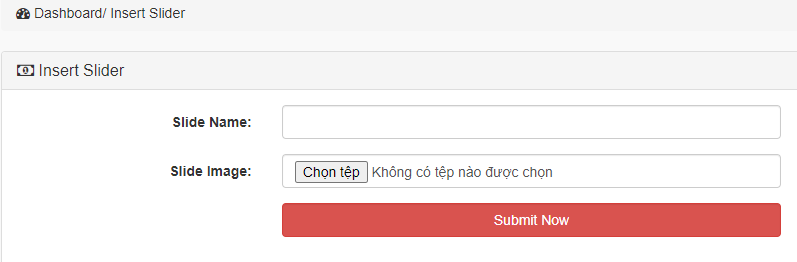 Dashboard/ Insert Slider
Insert Slider
Slide Name:
Slide Image: Chọn tệp Không có tệp nào được chọn
Submit Now